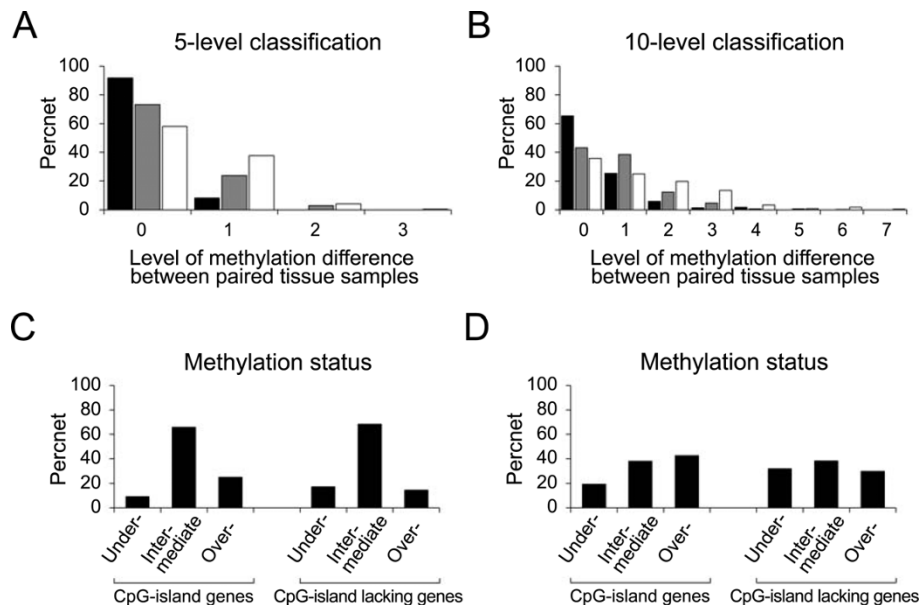 A
5-level classification
100
80
60
40
20
0
Percnet
0 1 2 3
Level of methylation difference
between paired tissue samples
B
10-level classification
100
80
60
40
20
0
Percnet
0 1 2 3 4 5 6 7
Level of methylation difference
between paired tissue samples
C
Methylation status
100
80
60
40
20
0
Percnet
Under-
Inter-
mediate
Over-
Under-
Inter-
mediate
Over-
CpG-island genes
CpG-island lacking genes
D
Methylation status
100
80
60
40
20
0
Percnet
Under-
Inter-
mediate
Over-
Under-
Inter-
mediate
Over-
CpG-island genes
CpG-island lacking genes